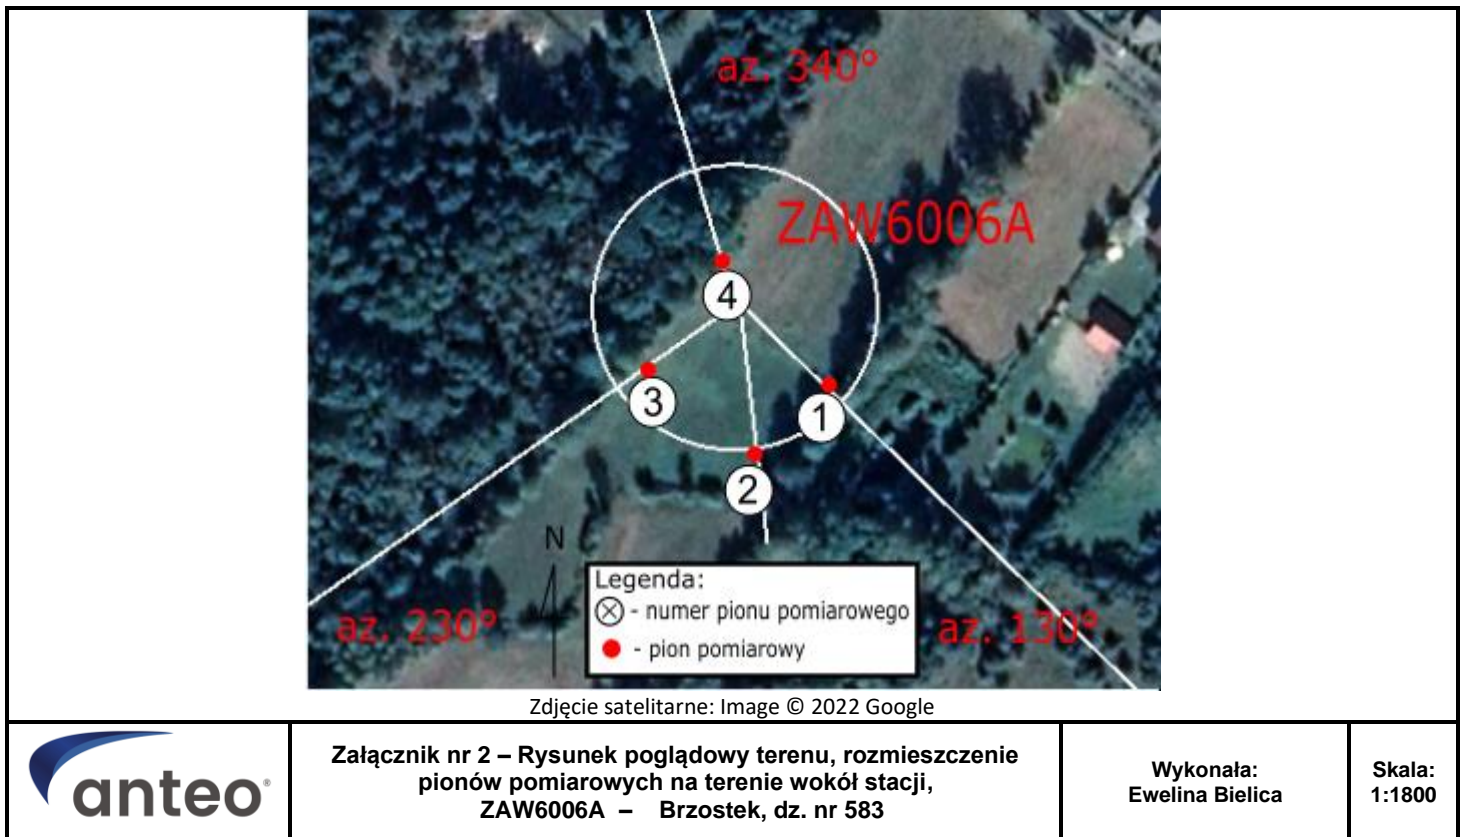 az. 340°
ZAW6006A
4
3
1
2
N
Legenda:
- numer pionu pomiarowego
- pion pomiarowy
az. 230°
az. 130°
Zdjęcie satelitarne: Image © 2022 Google
anteo®
Załącznik nr 2 – Rysunek poglądowy terenu, rozmieszczenie
pionów pomiarowych na terenie wokół stacji,
ZAW6006A – Brzostek, dz. nr 583
Wykonała:
Ewelina Bielica
Skala:
1:1800